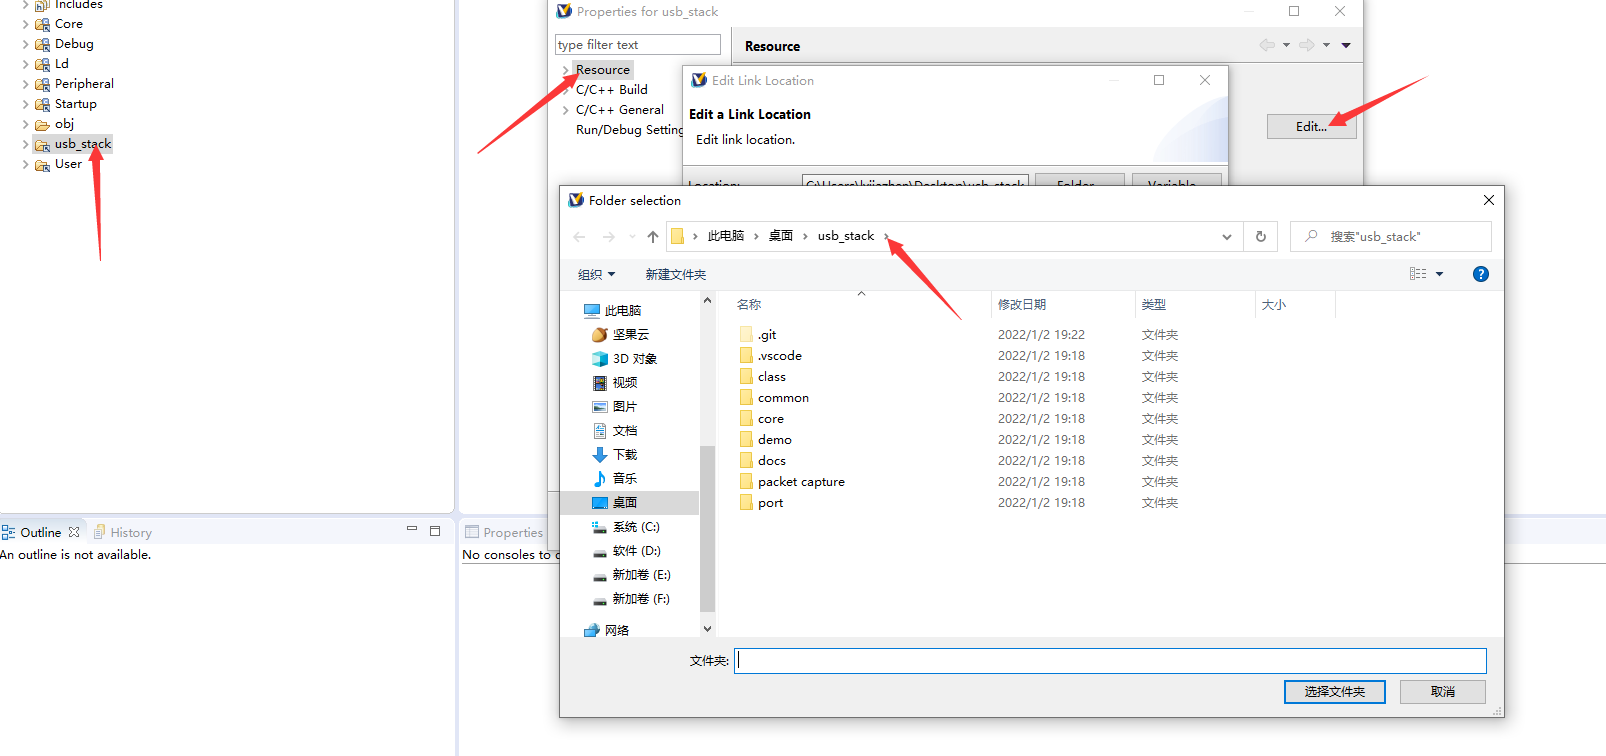 Includes
Core
Debug
Ld
Peripheral
Startup
obj
usb_stack
User
Outline
History
An outline is not available.
Properties
No consoles to
Properties for usb_stack
type filter text
Resource
C/C++ Build
C/C++ General
Run/Debug Setting
Resource
Edit...
Edit Link Location
Edit a Link Location
Edit link location.
Location:
C:\Users\lvjiazhen\Desktop\usb_stack
Folder...
Variable...
Folder selection
此电脑 桌面 usb_stack
搜索"usb_stack"
组织 新建文件夹
此电脑
坚果云
3D 对象
视频
图片
文档
下载
音乐
桌面
系统 (C:)
软件 (D:)
新加卷 (E:)
新加卷 (F:)
网络
名称 修改日期 类型 大小
.git 2022/1/2 19:22 文件夹
.vscode 2022/1/2 19:18 文件夹
class 2022/1/2 19:18 文件夹
common 2022/1/2 19:18 文件夹
core 2022/1/2 19:18 文件夹
demo 2022/1/2 19:18 文件夹
docs 2022/1/2 19:18 文件夹
packet capture 2022/1/2 19:18 文件夹
port 2022/1/2 19:18 文件夹
文件夹:
选择文件夹
取消